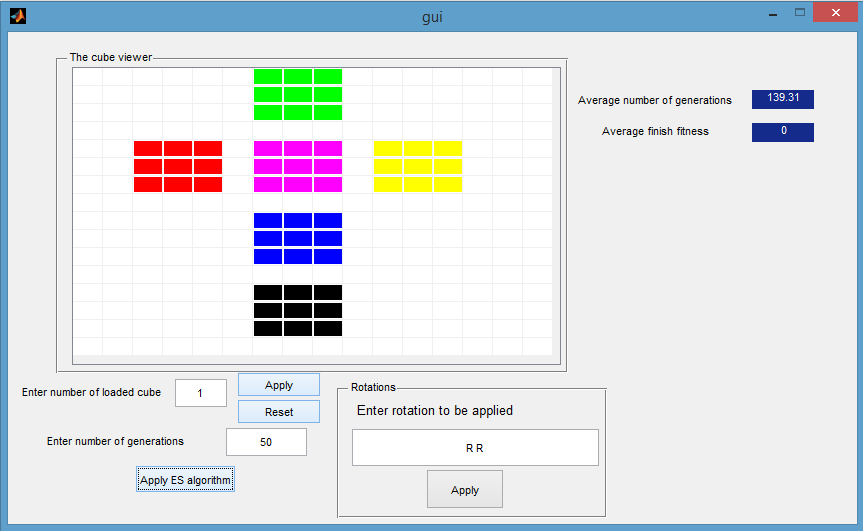 gui
The cube viewer
Average number of generations
139.31
Average finish fitness
0
Enter number of loaded cube
1
Apply
Reset
Enter number of generations
50
Apply ES algorithm
Rotations
Enter rotation to be applied
R R
Apply